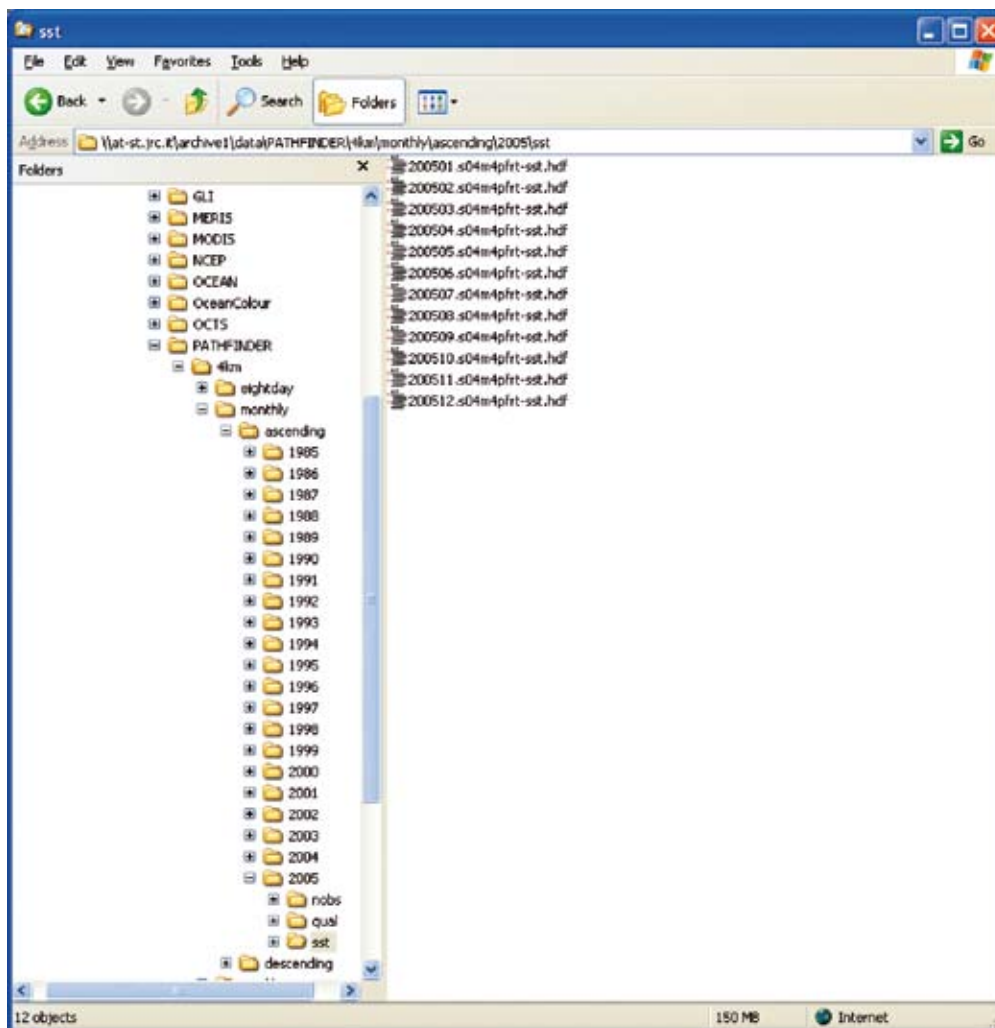 sst
File Edit View Favorites Tools Help
Back Search Folders
Address \\at-st.jrc.it\archive1\data\PATHFINDER\4km\monthly\ascending\2005\sst Go
Folders
GLI
MERIS
MODIS
NCEP
OCEAN
OceanColour
OCTS
PATHFINDER
4km
eightday
monthly
ascending
1985
1986
1987
1988
1989
1990
1991
1992
1993
1994
1995
1996
1997
1998
1999
2000
2001
2002
2003
2004
2005
nobs
qual
sst
descending
200501.s04m4pfrt-sst.hdf
200502.s04m4pfrt-sst.hdf
200503.s04m4pfrt-sst.hdf
200504.s04m4pfrt-sst.hdf
200505.s04m4pfrt-sst.hdf
200506.s04m4pfrt-sst.hdf
200507.s04m4pfrt-sst.hdf
200508.s04m4pfrt-sst.hdf
200509.s04m4pfrt-sst.hdf
200510.s04m4pfrt-sst.hdf
200511.s04m4pfrt-sst.hdf
200512.s04m4pfrt-sst.hdf
12 objects 150 MB Internet